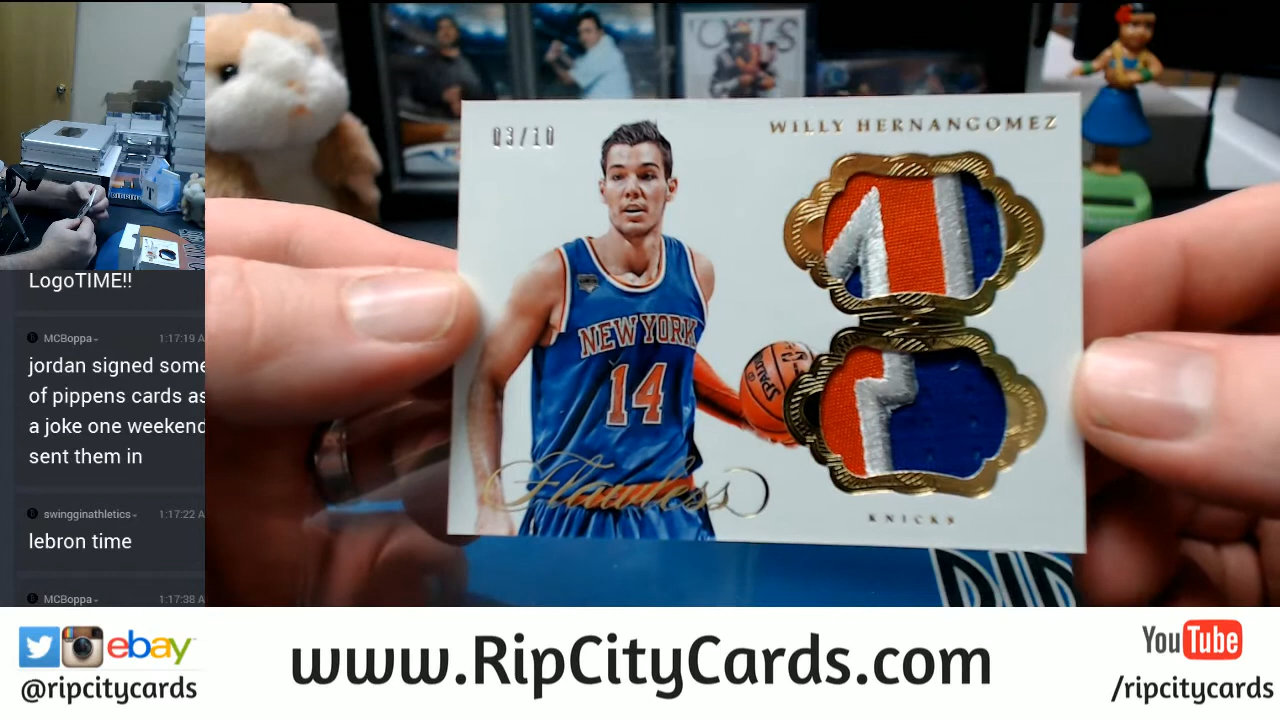 LogoTIME!!
MCBoppa
1:17:19 A
jordan signed some
of pippens cards as
a joke one weekend
sent them in
swingginathletics
1:17:22 A
lebron time
MCBoppa
1:17:38 A
COLTS
03/10
WILLY HERNANGOMEZ
NEW YORK
14
SPALDING
Flawless
KNICKS
ebay
@ripcitycards
www.RipCityCards.com
YouTube
/ripcitycards